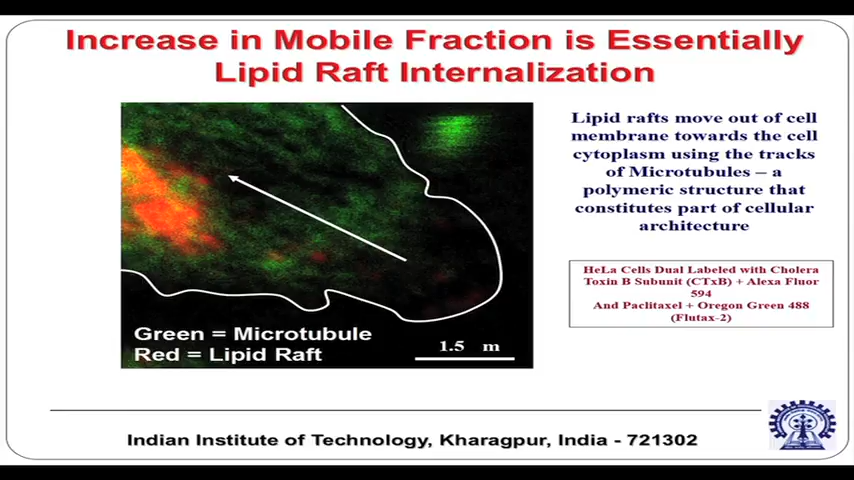 Increase in Mobile Fraction is Essentially
Lipid Raft Internalization
Lipid rafts move out of cell
membrane towards the cell
cytoplasm using the tracks
of Microtubules – a
polymeric structure that
constitutes part of cellular
architecture
HeLa Cells Dual Labeled with Cholera
Toxin B Subunit (CTxB) + Alexa Fluor
594
And Paclitaxel + Oregon Green 488
(Flutax-2)
Green = Microtubule
Red = Lipid Raft
1.5 m
Indian Institute of Technology, Kharagpur, India - 721302